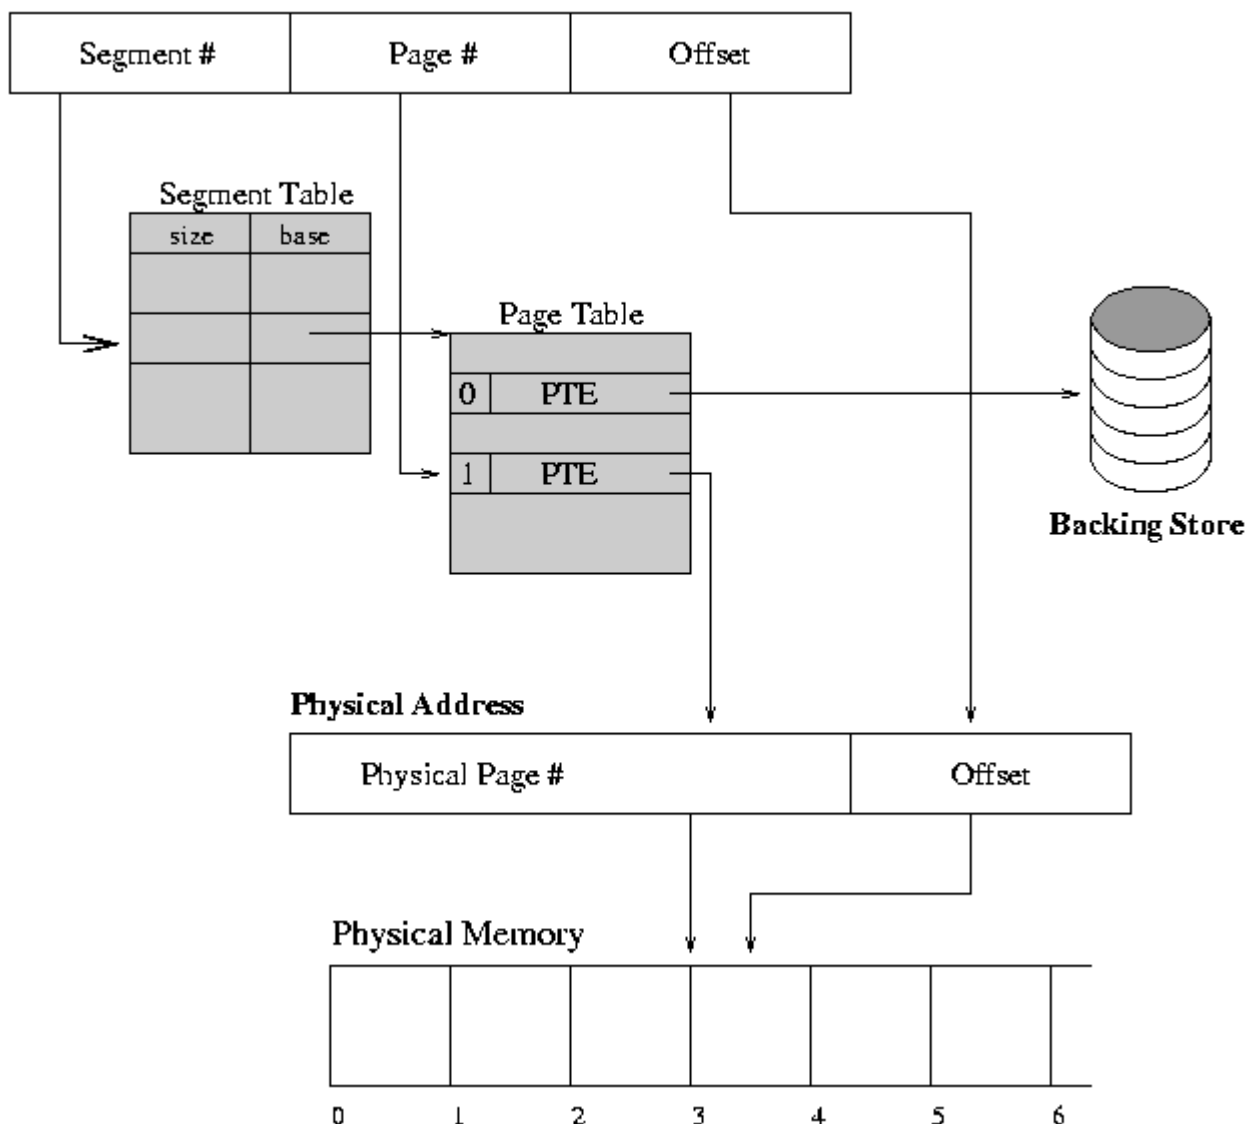 Segment # Page # Offset
Segment Table
size base
Page Table
0 PTE
1 PTE
Backing Store
Physical Address
Physical Page # Offset
Physical Memory
0 1 2 3 4 5 6